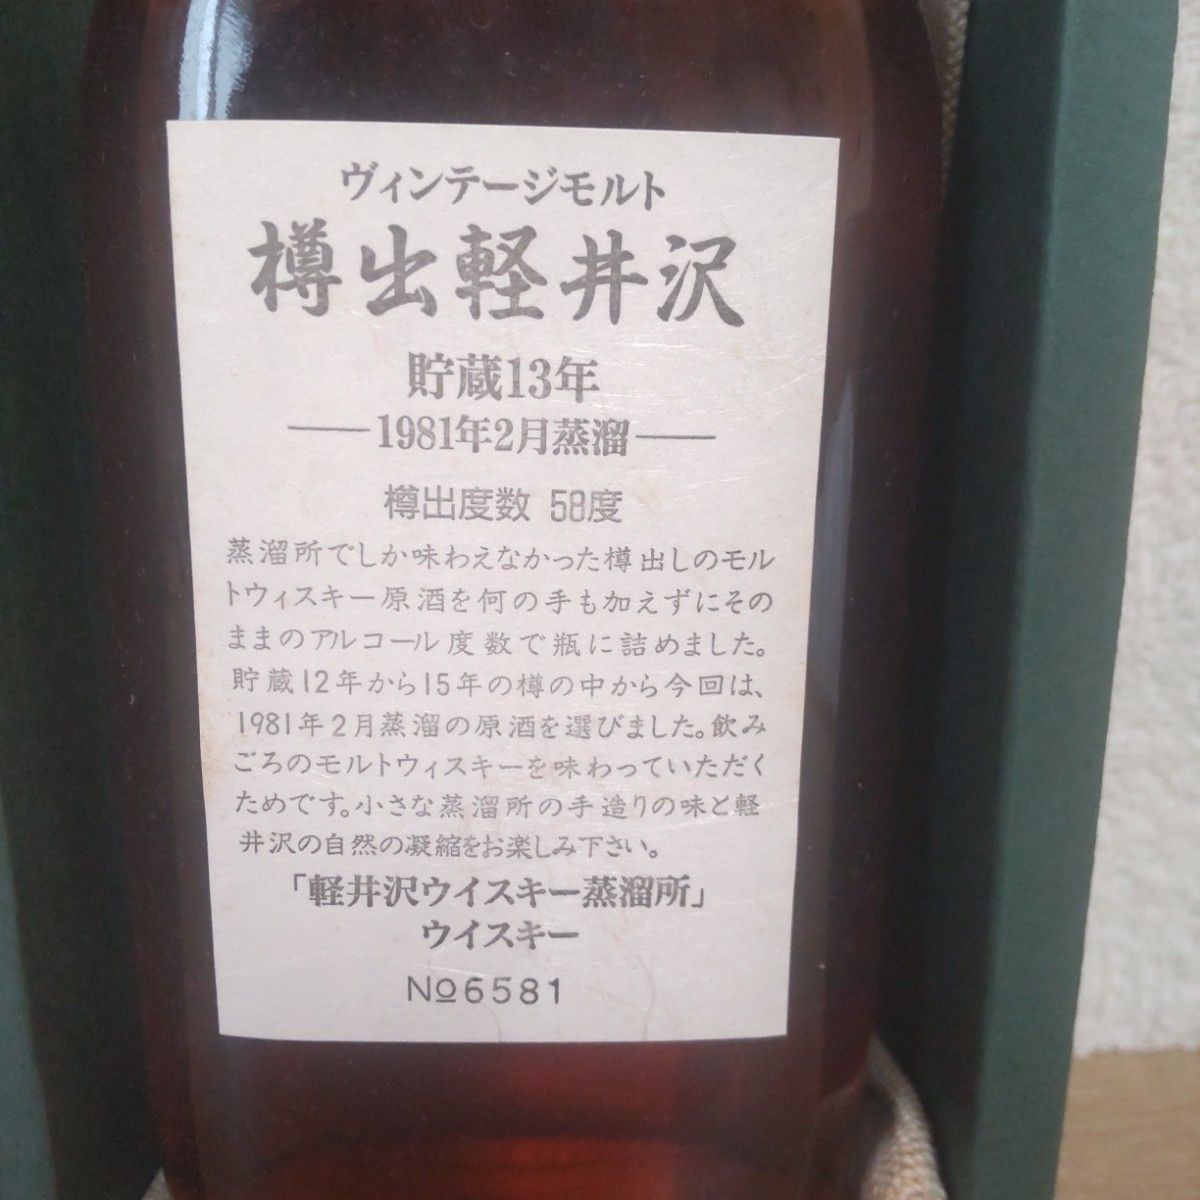 ヴィンテージモルト
樽出軽井沢
貯蔵13年
1981年2月蒸溜
樽出度数 58度
蒸溜所でしか味わえなかった樽出しのモル
トウィスキー原酒を何の手も加えずにその
ままのアルコール度数で瓶に詰めました。
貯蔵12年から15年の樽の中から今回は、
1981年2月蒸溜の原酒を選びました。飲み
ごろのモルトウィスキーを味わっていただく
ためです。小さな蒸溜所の手造りの味と軽
井沢の自然の凝縮をお楽しみ下さい。
「軽井沢ウイスキー蒸溜所」
ウイスキー
№6581